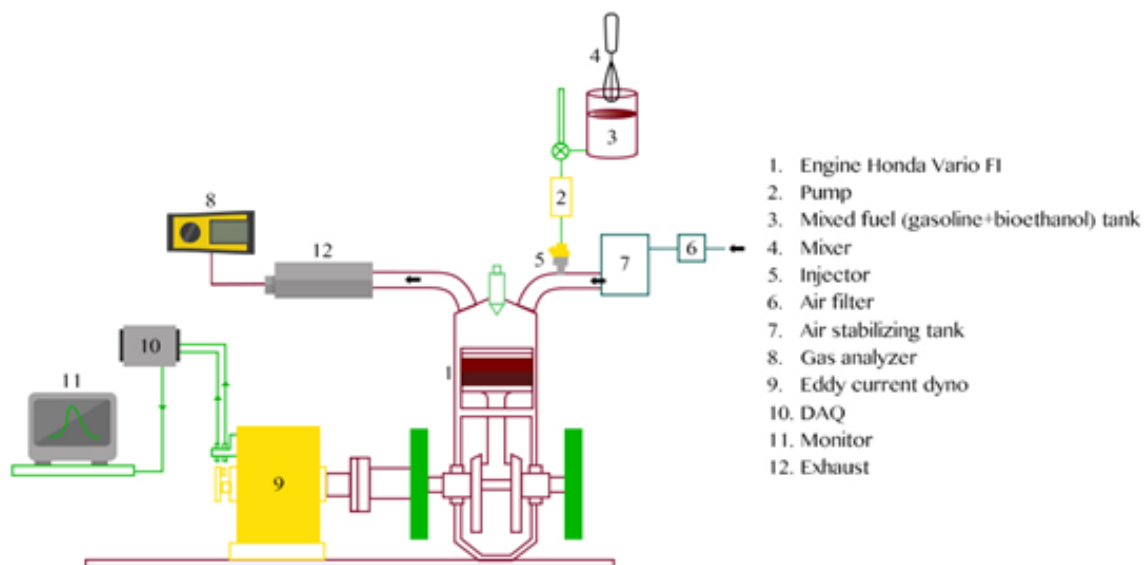 4
3
8
2
12
5
7
6
10
1
11
9
1. Engine Honda Vario FI
2. Pump
3. Mixed fuel (gasoline+bioethanol) tank
4. Mixer
5. Injector
6. Air filter
7. Air stabilizing tank
8. Gas analyzer
9. Eddy current dyno
10. DAQ
11. Monitor
12. Exhaust